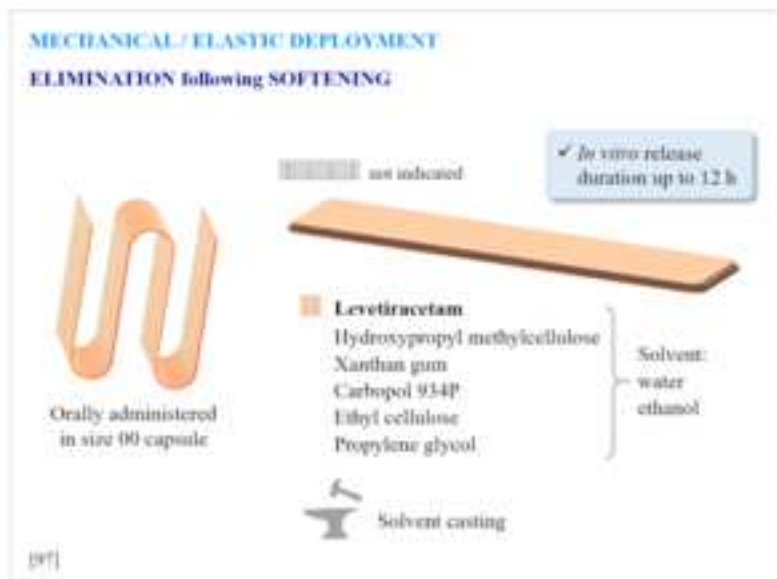 MECHANICAL / ELASTIC DEPLOYMENT
ELIMINATION following SOFTENING
✓ In vitro release
duration up to 12 h
not indicated
Levetiracetam
Hydroxypropyl methylcellulose
Xanthan gum
Carbopol 934P
Ethyl cellulose
Propylene glycol
Solvent:
water
ethanol
Orally administered
in size 00 capsule
Solvent casting
[97]